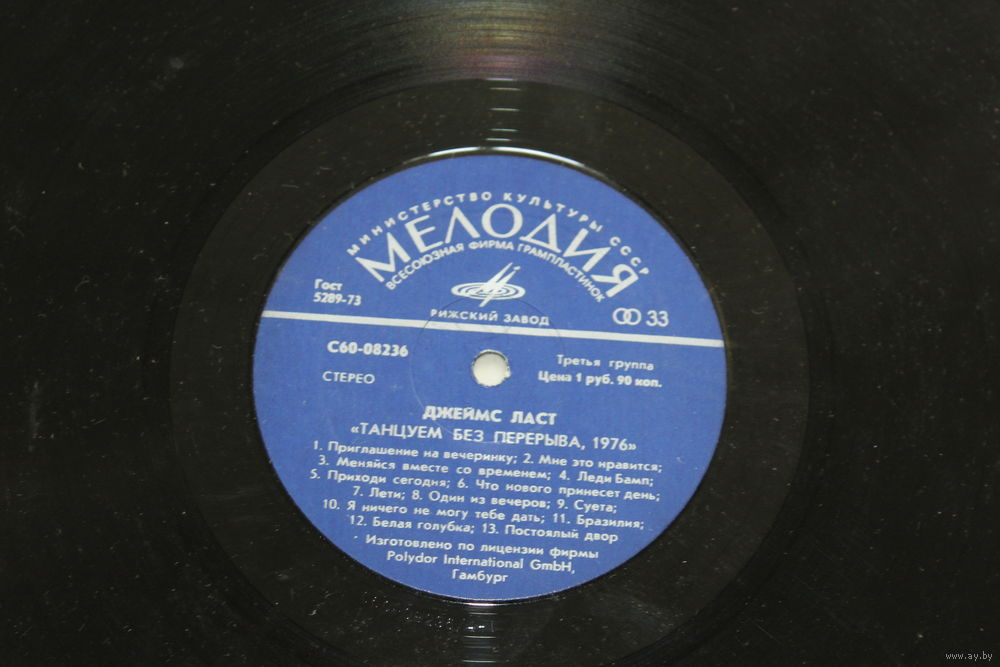 МИНИСТЕРСТВО КУЛЬТУРЫ СССР
МЕЛОДИЯ
ВСЕСОЮЗНАЯ ФИРМА ГРАМПЛАСТИНОК
Гост
5289-73
РИЖСКИЙ ЗАВОД
33
С60-08236
Третья группа
СТЕРЕО
Цена 1 руб. 90 коп.
ДЖЕЙМС ЛАСТ
«ТАНЦУЕМ БЕЗ ПЕРЕРЫВА, 1976»
1. Приглашение на вечеринку; 2. Мне это нравится;
3. Меняйся вместе со временем; 4. Леди Бамп;
5. Приходи сегодня; 6. Что нового принесет день;
7. Лети; 8. Один из вечеров; 9. Суета;
10. Я ничего не могу тебе дать; 11. Бразилия;
12. Белая голубка; 13. Постоялый двор
Изготовлено по лицензии фирмы
Polydor International GmbH,
Гамбург
www.ay.by